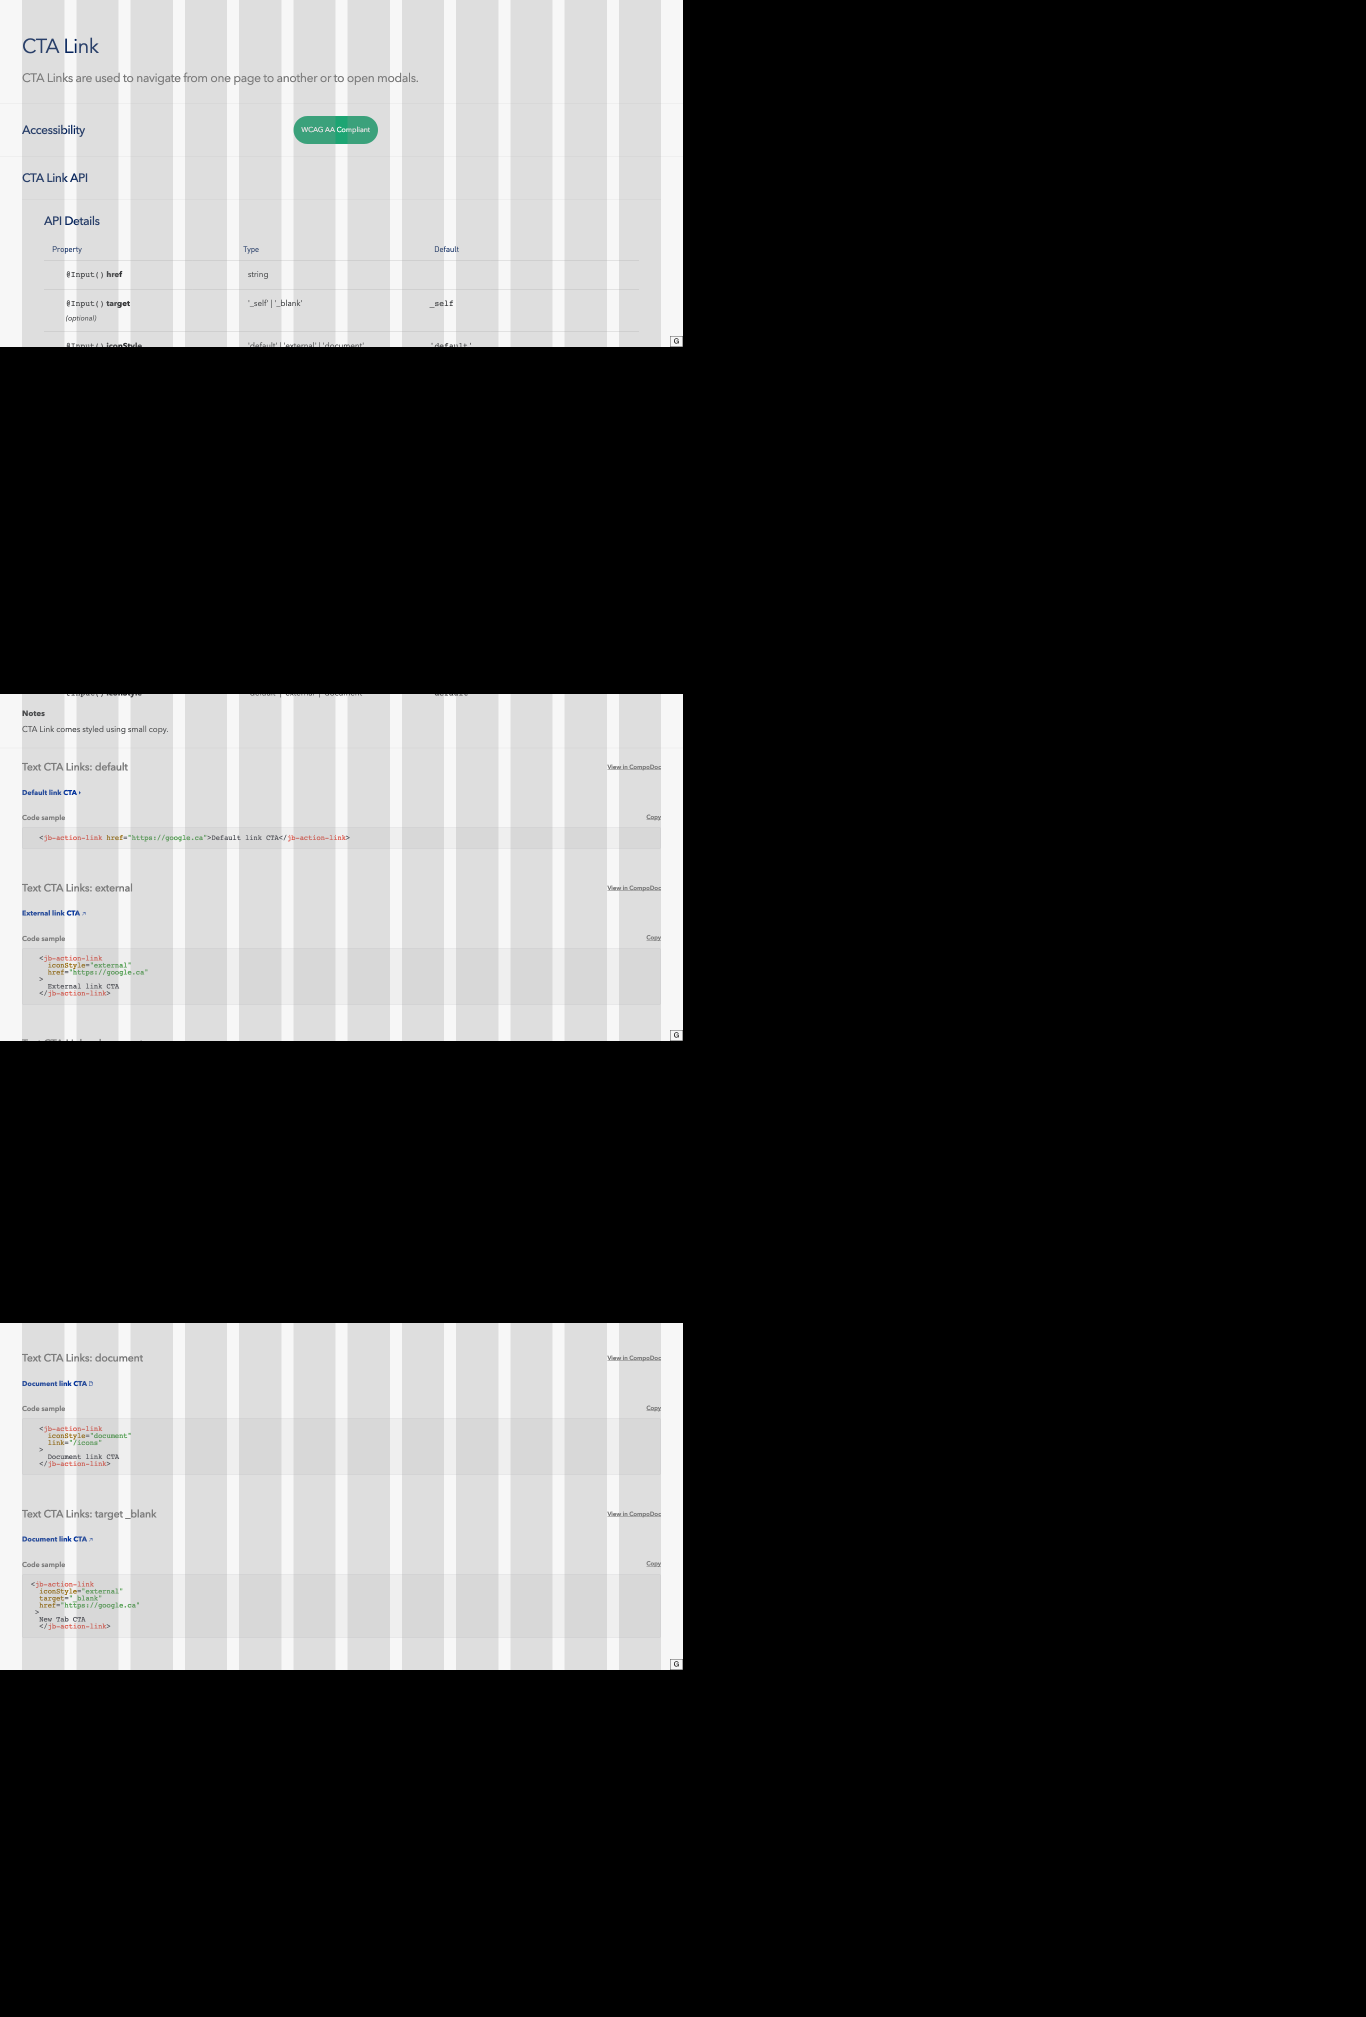 CTA Link
CTA Links are used to navigate from one page to another or to open modals.
Accessibility
WCAG AA Compliant
CTA Link API
API Details
Property Type Default
@Input() href string
@Input() target '_self' | '_blank' _self
(optional)
@Input() iconStyle 'default' | 'external' | 'document' 'default'
G
@Input() iconStyle 'default' | 'external' | 'document' 'default'
Notes
CTA Link comes styled using small copy.
Text CTA Links: default View in CompoDoc
Default link CTA
Code sample Copy
<jb-action-link href="https://google.ca">Default link CTA</jb-action-link>
Text CTA Links: external View in CompoDoc
External link CTA
Code sample Copy
<jb-action-link
iconStyle="external"
href="https://google.ca"
>
External link CTA
</jb-action-link>
G
Text CTA Links: document View in CompoDoc
Document link CTA
Code sample Copy
<jb-action-link
iconStyle="document"
link="/icons"
>
Document link CTA
</jb-action-link>
Text CTA Links: target _blank View in CompoDoc
Document link CTA
Code sample Copy
<jb-action-link
iconStyle="external"
target="_blank"
href="https://google.ca"
>
New Tab CTA
</jb-action-link>
G